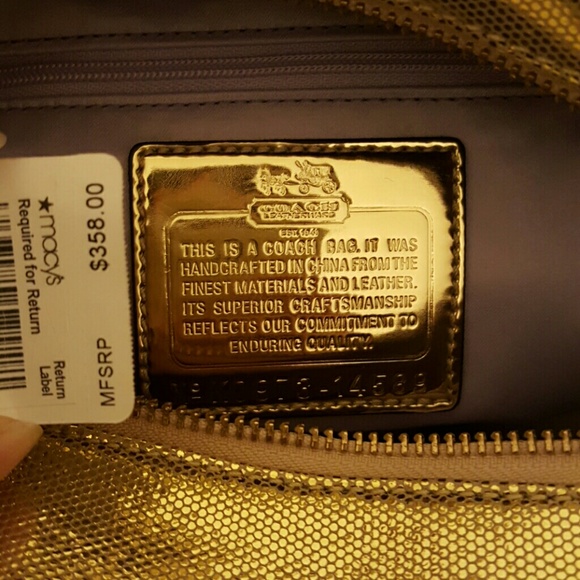 ★macy's
Required for Return
$358.00
Return
Label
MFSRP
COACH
LEATHERWARE
EST. 1941
THIS IS A COACH BAG. IT WAS
HANDCRAFTED IN CHINA FROM THE
FINEST MATERIALS AND LEATHER.
ITS SUPERIOR CRAFTSMANSHIP
REFLECTS OUR COMMITMENT TO
ENDURING QUALITY.